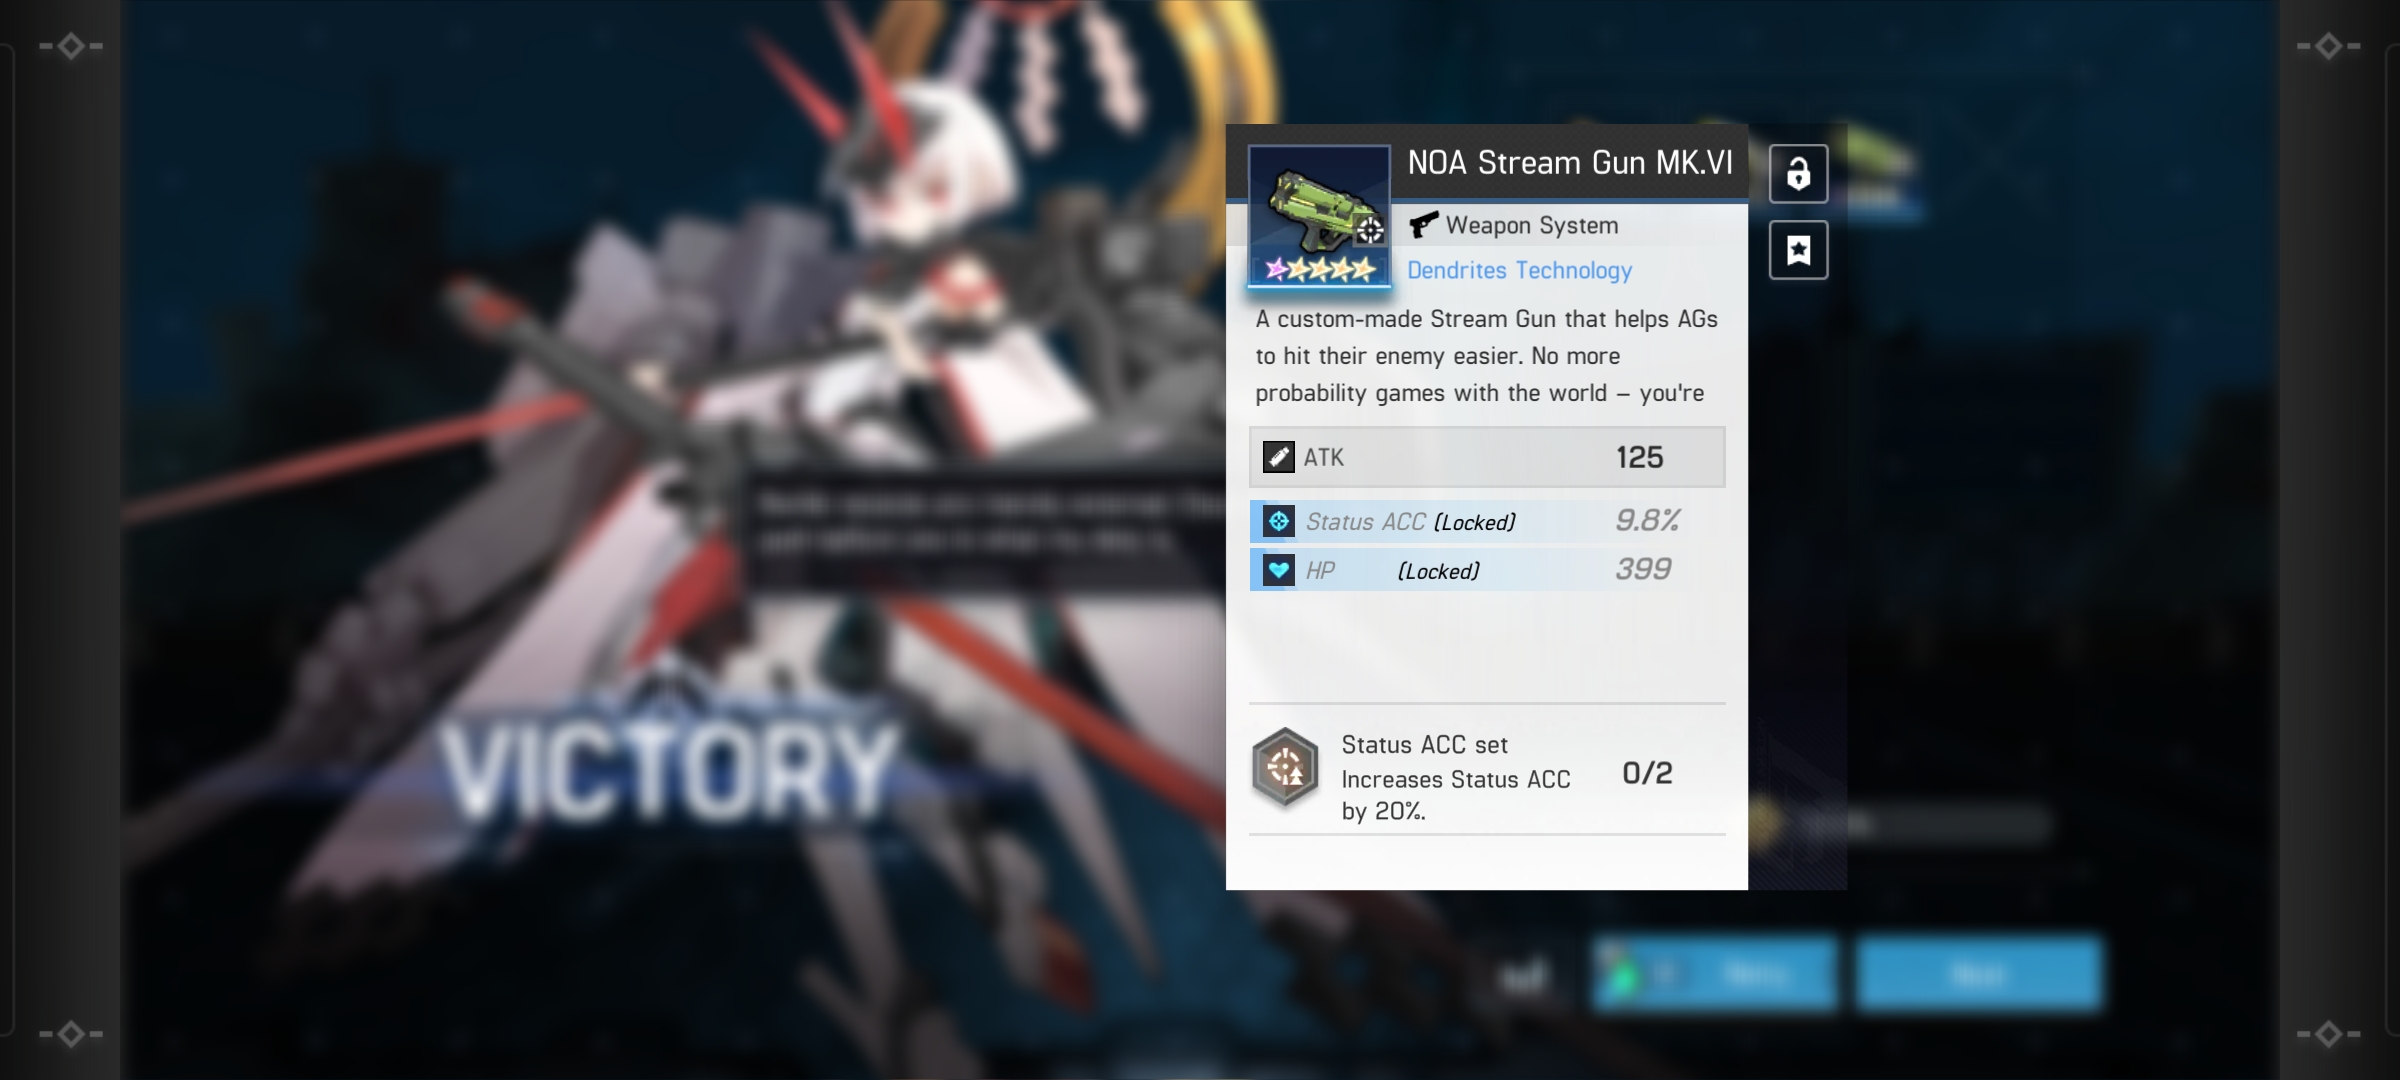 NOA Stream Gun MK.VI
Weapon System
Dendrites Technology
A custom-made Stream Gun that helps AGs
to hit their enemy easier. No more
probability games with the world – you're
ATK 125
Status ACC (Locked) 9.8%
HP (Locked) 399
Status ACC set
Increases Status ACC
by 20%.
0/2
VICTORY